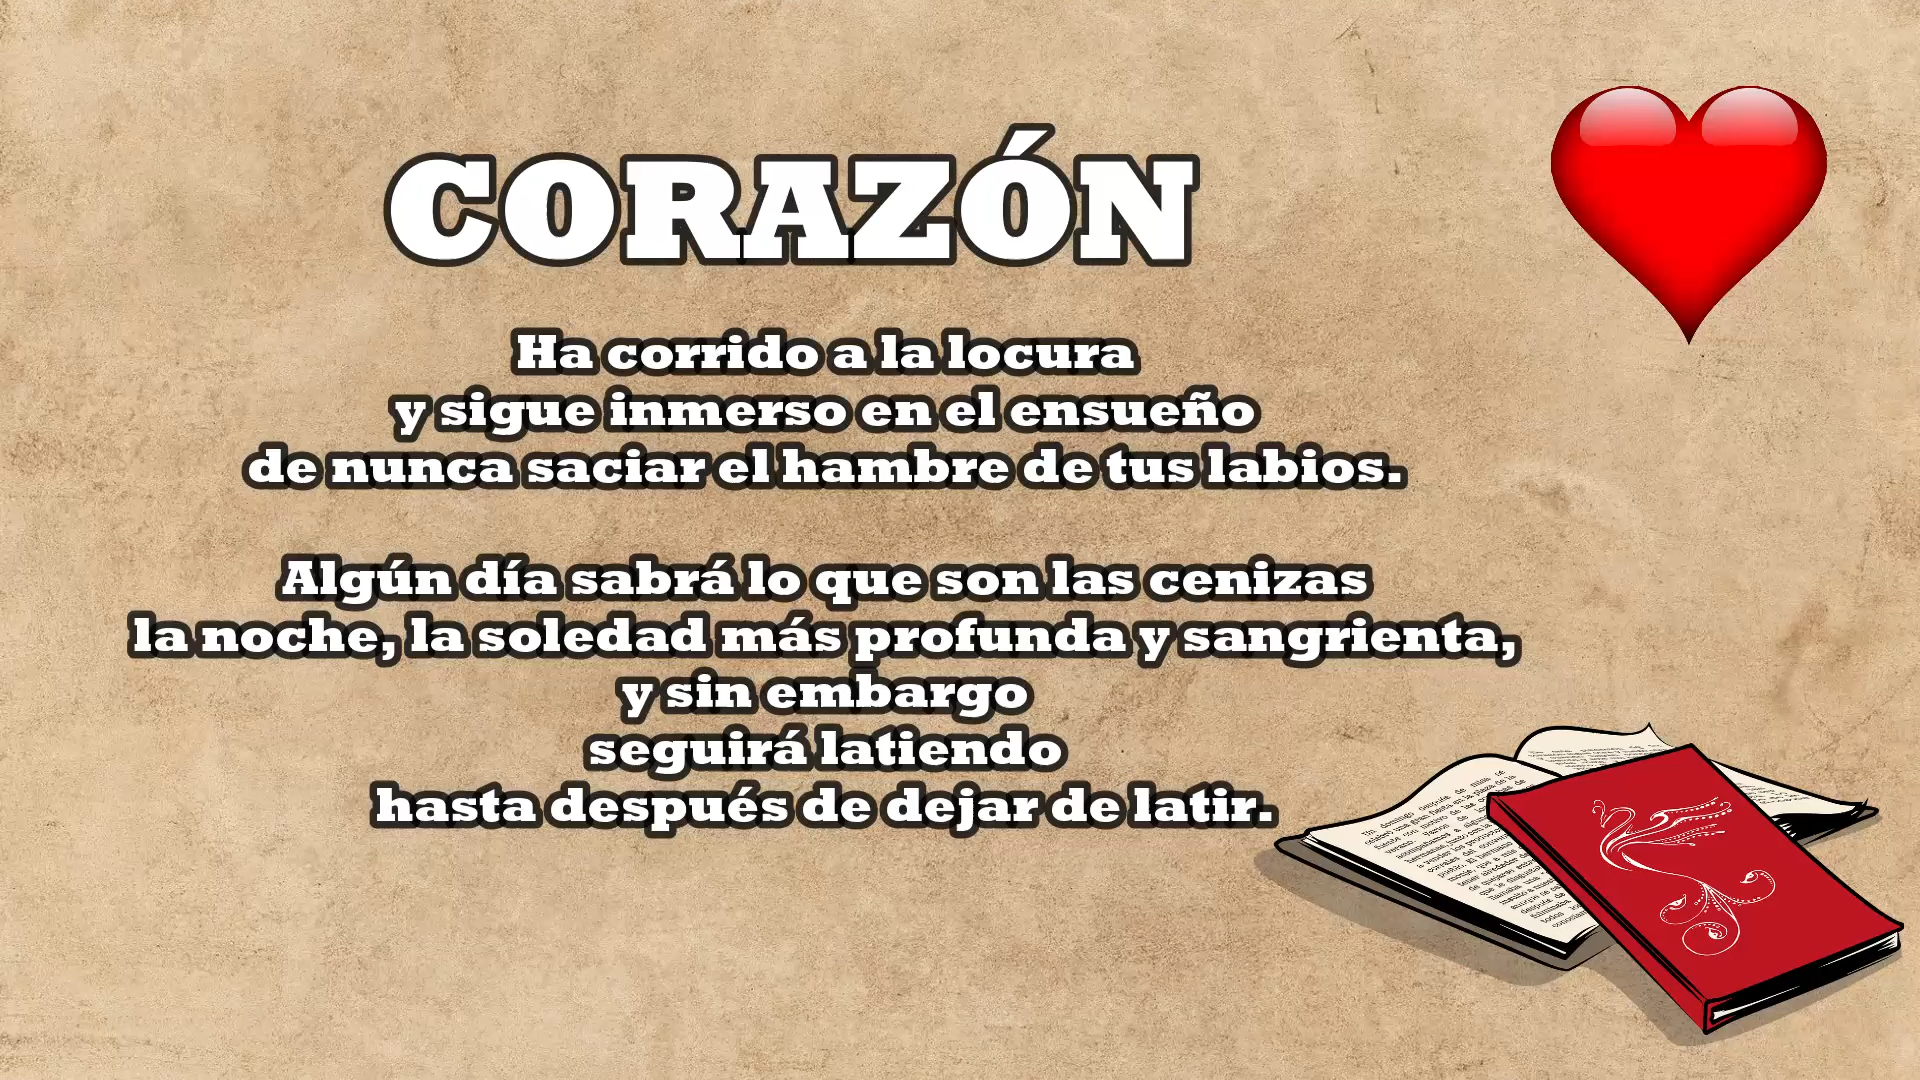 CORAZÓN
Ha corrido a la locura
y sigue inmerso en el ensueño
de nunca saciar el hambre de tus labios.
Algún día sabrá lo que son las cenizas
la noche, la soledad más profunda y sangrienta,
y sin embargo
seguirá latiendo
hasta después de dejar de latir.